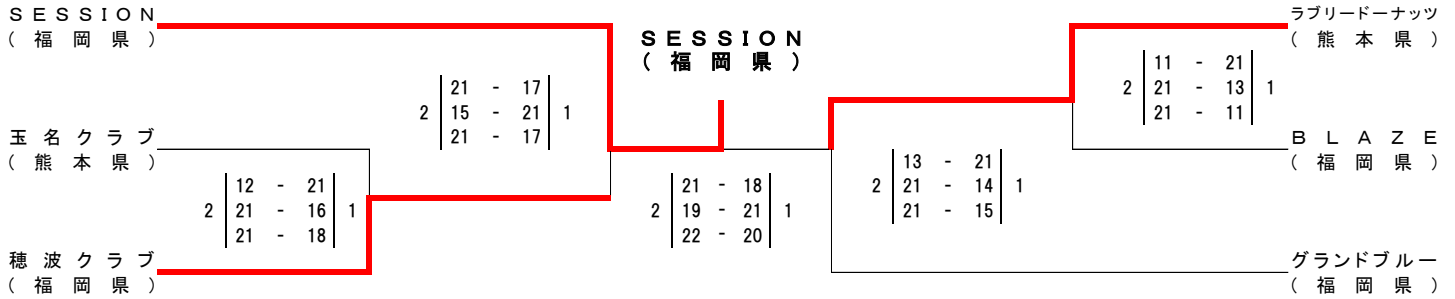 ＳＥＳＳＩＯＮ
（福岡県）
玉名クラブ
（熊本県）
穂波クラブ
（福岡県）
12 - 21
2 21 - 16 1
21 - 18
21 - 17
2 15 - 21 1
21 - 17
ＳＥＳＳＩＯＮ
（福岡県）
21 - 18
2 19 - 21 1
22 - 20
13 - 21
2 21 - 14 1
21 - 15
11 - 21
2 21 - 13 1
21 - 11
ラブリードーナッツ
（熊本県）
ＢＬＡＺＥ
（福岡県）
グランドブルー
（福岡県）